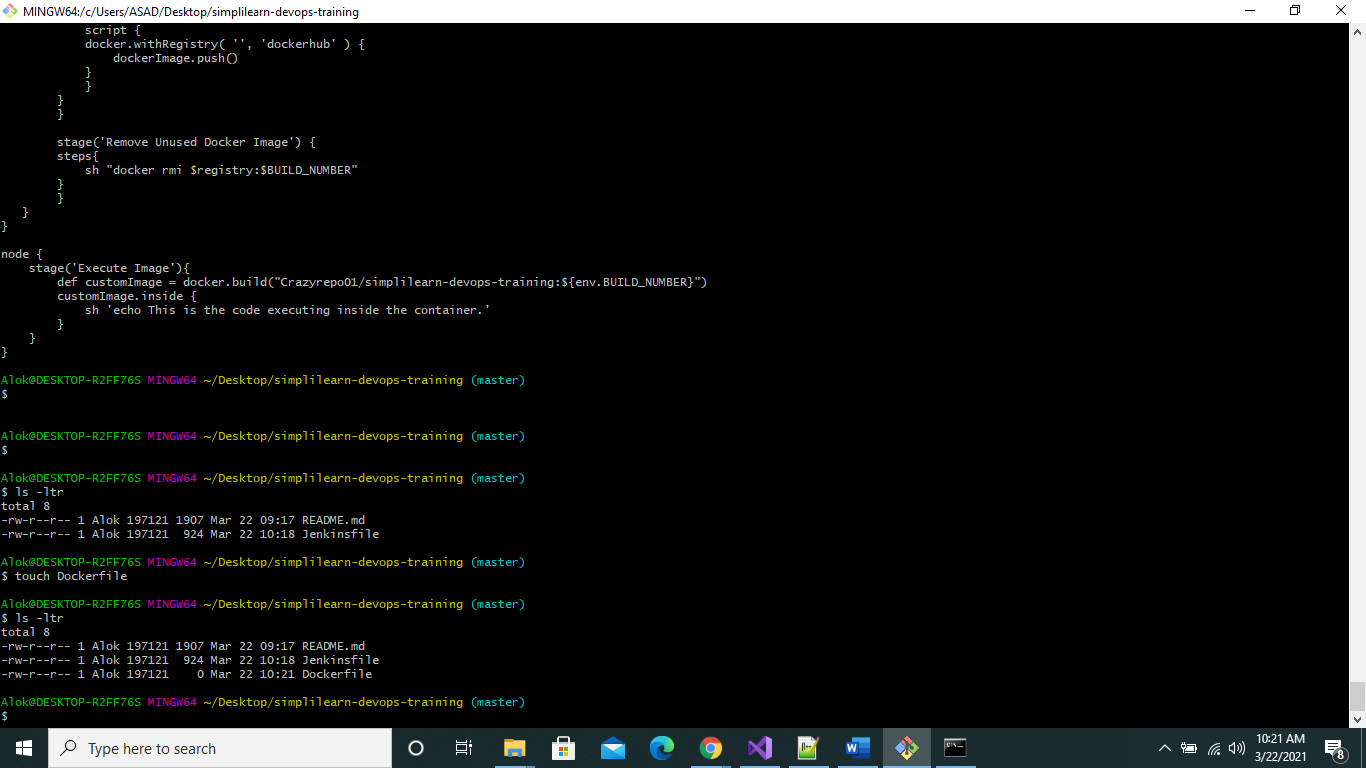 MINGW64:/c/Users/ASAD/Desktop/simplilearn-devops-training
script {
docker.withRegistry( '', 'dockerhub' ) {
dockerImage.push()
}
}
}
}
stage('Remove Unused Docker Image') {
steps{
sh "docker rmi $registry:$BUILD_NUMBER"
}
}
}
}
node {
stage('Execute Image'){
def customImage = docker.build("Crazyrepo01/simplilearn-devops-training:${env.BUILD_NUMBER}")
customImage.inside {
sh 'echo This is the code executing inside the container.'
}
}
}
Alok@DESKTOP-R2FF76S MINGW64 ~/Desktop/simplilearn-devops-training (master)
$
Alok@DESKTOP-R2FF76S MINGW64 ~/Desktop/simplilearn-devops-training (master)
$
Alok@DESKTOP-R2FF76S MINGW64 ~/Desktop/simplilearn-devops-training (master)
$ ls -ltr
total 8
-rw-r--r-- 1 Alok 197121 1907 Mar 22 09:17 README.md
-rw-r--r-- 1 Alok 197121  924 Mar 22 10:18 Jenkinsfile
Alok@DESKTOP-R2FF76S MINGW64 ~/Desktop/simplilearn-devops-training (master)
$ touch Dockerfile
Alok@DESKTOP-R2FF76S MINGW64 ~/Desktop/simplilearn-devops-training (master)
$ ls -ltr
total 8
-rw-r--r-- 1 Alok 197121 1907 Mar 22 09:17 README.md
-rw-r--r-- 1 Alok 197121  924 Mar 22 10:18 Jenkinsfile
-rw-r--r-- 1 Alok 197121    0 Mar 22 10:21 Dockerfile
Alok@DESKTOP-R2FF76S MINGW64 ~/Desktop/simplilearn-devops-training (master)
$
Type here to search
10:21 AM
3/22/2021
8